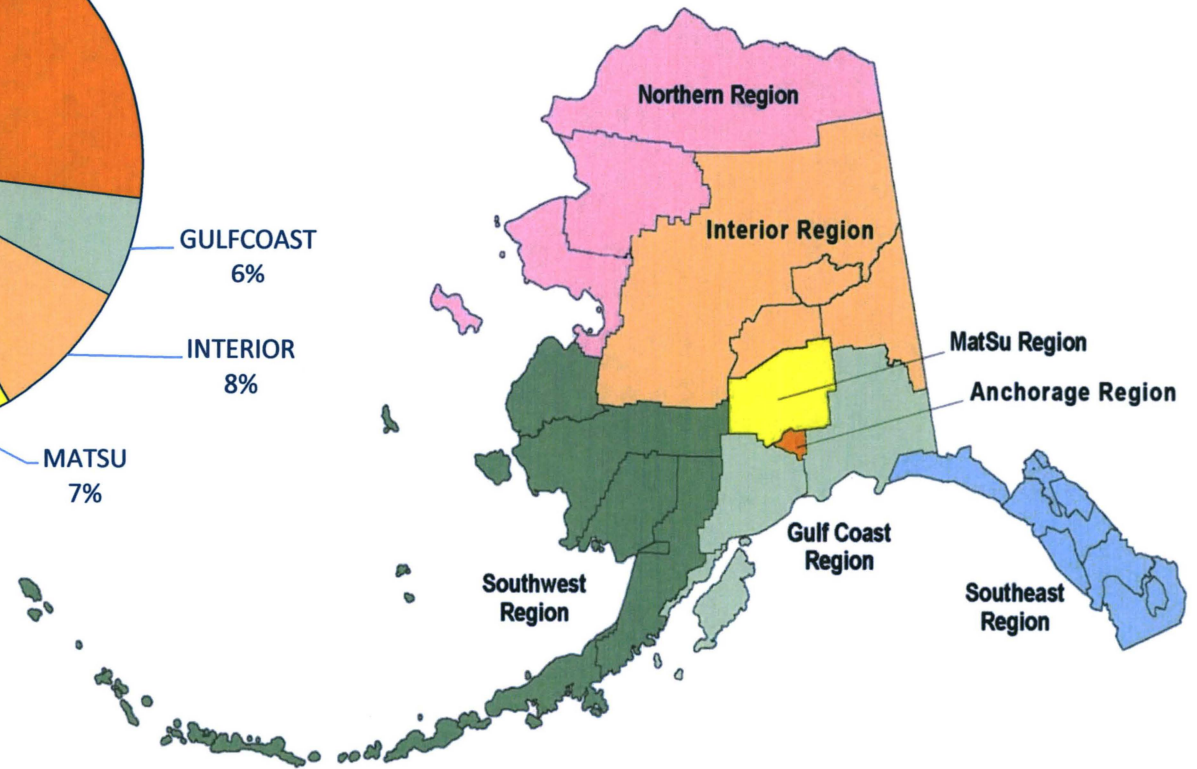 GULFCOAST
6%
INTERIOR
8%
MATSU
7%
Northern Region
Interior Region
MatSu Region
Anchorage Region
Gulf Coast
Region
Southwest
Region
Southeast
Region